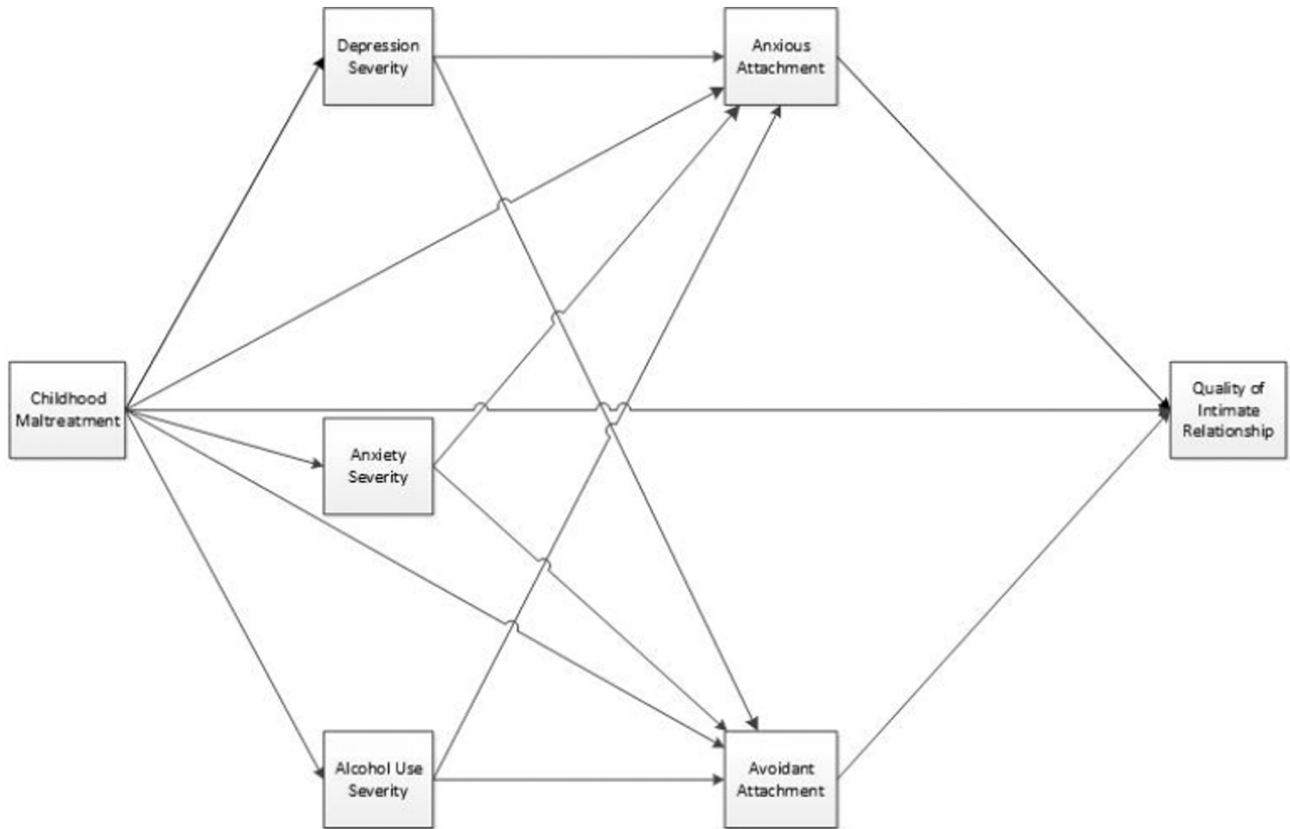 Depression
Severity
Anxious
Attachment
Childhood
Maltreatment
Quality of
Intimate
Relationship
Anxiety
Severity
Alcohol Use
Severity
Avoidant
Attachment